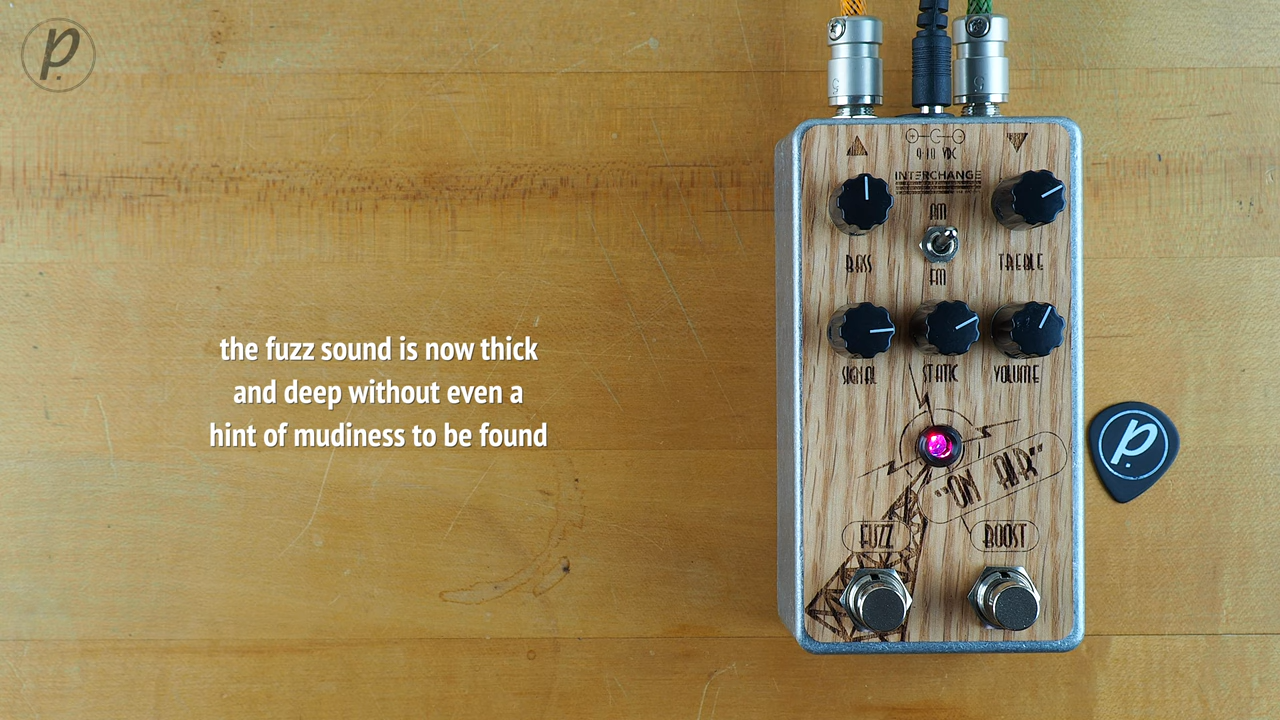 p.
the fuzz sound is now thick
and deep without even a
hint of mudiness to be found
9-18 VDC
INTERCHANGE
AM
BASS
TREBLE
FM
SIGNAL
STATIC
VOLUME
"ON AIR"
p.
FUZZ
BOOST